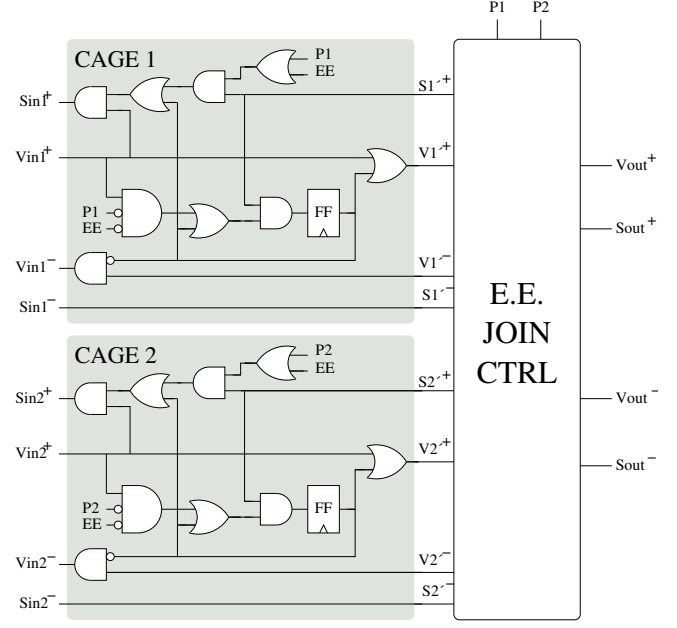 P1 P2
CAGE 1
P1
EE
Sin1+
S1´+
Vin1+
V1´+
P1
EE
FF
Vin1−
V1´−
Sin1−
S1´−
Vout+
Sout+
E.E.
JOIN
CTRL
Vout−
Sout−
CAGE 2
P2
EE
Sin2+
S2´+
Vin2+
V2´+
P2
EE
FF
Vin2−
V2´−
Sin2−
S2´−